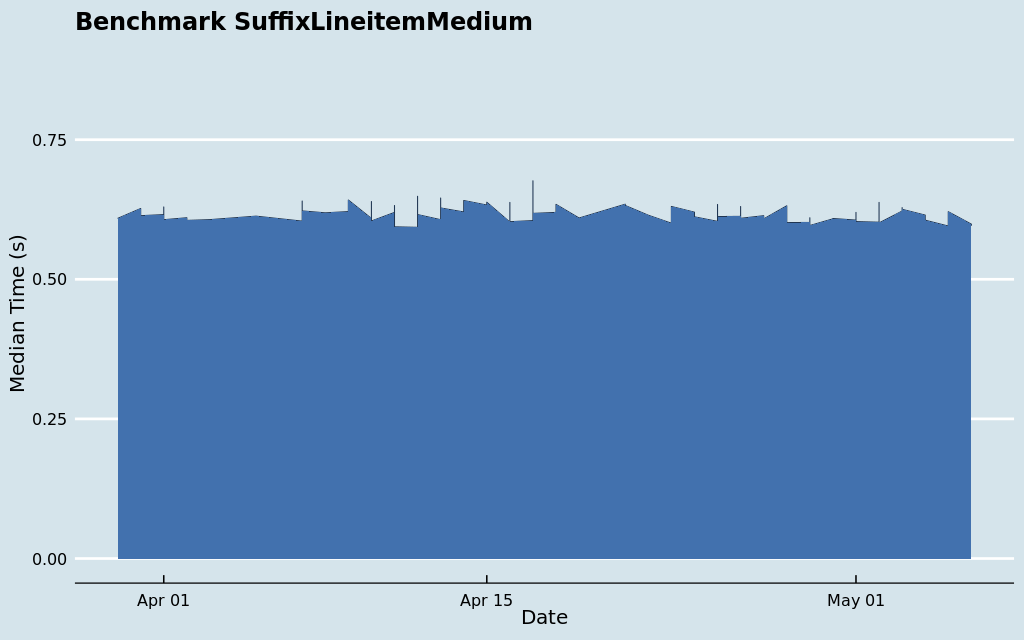 Benchmark SuffixLineitemMedium
Median Time (s)
0.75
0.50
0.25
0.00
Apr 01
Apr 15
May 01
Date